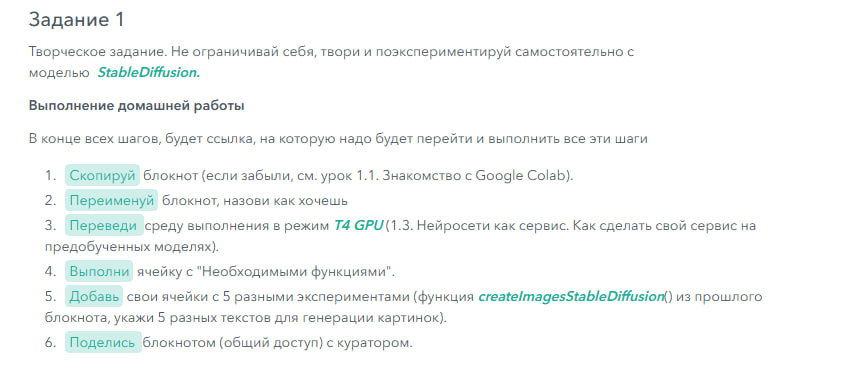 Задание 1
Творческое задание. Не ограничивай себя, твори и поэкспериментируй самостоятельно с
моделью StableDiffusion.
Выполнение домашней работы
В конце всех шагов, будет ссылка, на которую надо будет перейти и выполнить все эти шаги
1. Скопируй блокнот (если забыли, см. урок 1.1. Знакомство с Google Colab).
2. Переименуй блокнот, назови как хочешь
3. Переведи среду выполнения в режим T4 GPU (1.3. Нейросети как сервис. Как сделать свой сервис на
предобученных моделях).
4. Выполни ячейку с "Необходимыми функциями".
5. Добавь свои ячейки с 5 разными экспериментами (функция createImagesStableDiffusion() из прошлого
блокнота, укажи 5 разных текстов для генерации картинок).
6. Поделись блокнотом (общий доступ) с куратором.